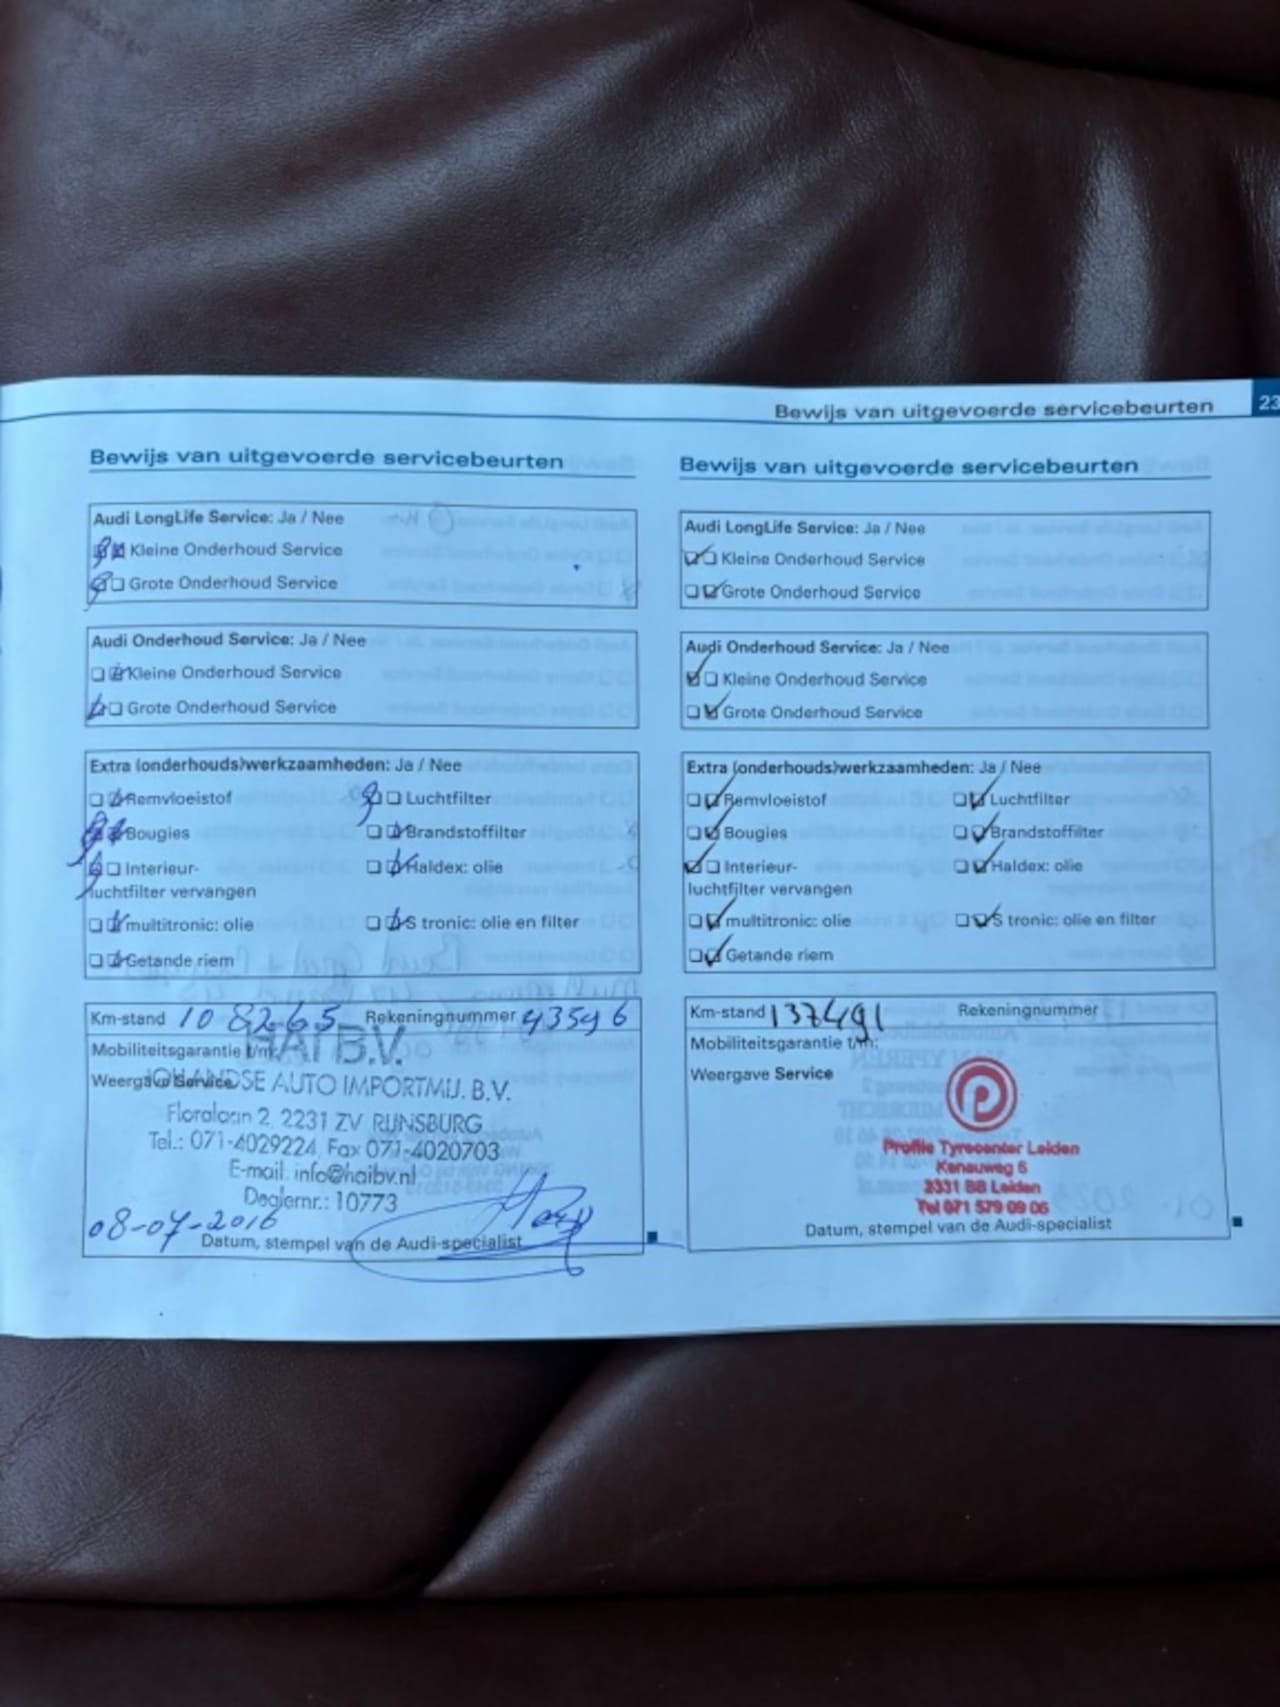 Bewijs van uitgevoerde servicebeurten 23
Bewijs van uitgevoerde servicebeurten
Audi LongLife Service: Ja / Nee
Kleine Onderhoud Service
Grote Onderhoud Service
Audi Onderhoud Service: Ja / Nee
Kleine Onderhoud Service
Grote Onderhoud Service
Extra (onderhouds)werkzaamheden: Ja / Nee
Remvloeistof Luchtfilter
Bougies Brandstoffilter
Interieur- Haldex: olie
luchtfilter vervangen
multitronic: olie S tronic: olie en filter
Getande riem
Km-stand 108265 Rekeningnummer 43596
HAI B.V.
Mobiliteitsgarantie t/m:
Weergave Service
JOHANDSE AUTO IMPORTMIJ. B.V.
Floralaan 2, 2231 ZV RIJNSBURG
Tel.: 071-4029224, Fax 071-4020703
E-mail: info@haibv.nl
Dealernr.: 10773
08-07-2016
Datum, stempel van de Audi-specialist
Bewijs van uitgevoerde servicebeurten
Audi LongLife Service: Ja / Nee
Kleine Onderhoud Service
Grote Onderhoud Service
Audi Onderhoud Service: Ja / Nee
Kleine Onderhoud Service
Grote Onderhoud Service
Extra (onderhouds)werkzaamheden: Ja / Nee
Remvloeistof Luchtfilter
Bougies Brandstoffilter
Interieur- Haldex: olie
luchtfilter vervangen
multitronic: olie S tronic: olie en filter
Getande riem
Km-stand 137491 Rekeningnummer
Mobiliteitsgarantie t/m:
Weergave Service
Profile Tyrecenter Leiden
Kenauweg 6
2331 BB Leiden
Tel 071 579 09 06
Datum, stempel van de Audi-specialist